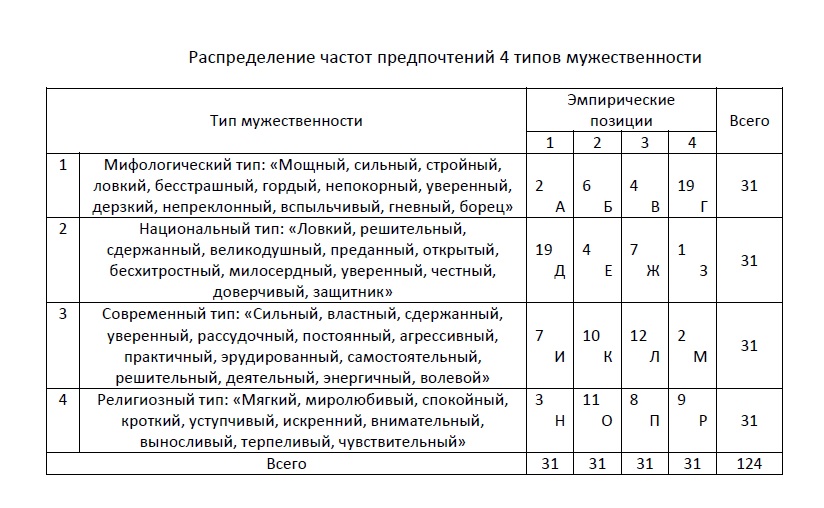 Распределение частот предпочтений 4 типов мужественности
Тип мужественности
Эмпирические
позиции
Всего
1 2 3 4
1
Мифологический тип: «Мощный, сильный, стройный,
ловкий, бесстрашный, гордый, непокорный, уверенный,
дерзкий, непреклонный, вспыльчивый, гневный, борец»
2 6 4 19
А Б В Г
31
2
Национальный тип: «Ловкий, решительный,
сдержанный, великодушный, преданный, открытый,
бесхитростный, милосердный, уверенный, честный,
доверчивый, защитник»
19 4 7 1
Д Е Ж З
31
3
Современный тип: «Сильный, властный, сдержанный,
уверенный, рассудочный, постоянный, агрессивный,
практичный, эрудированный, самостоятельный,
решительный, деятельный, энергичный, волевой»
7 10 12 2
И К Л М
31
4
Религиозный тип: «Мягкий, миролюбивый, спокойный,
кроткий, уступчивый, искренний, внимательный,
выносливый, терпеливый, чувствительный»
3 11 8 9
Н О П Р
31
Всего 31 31 31 31 124